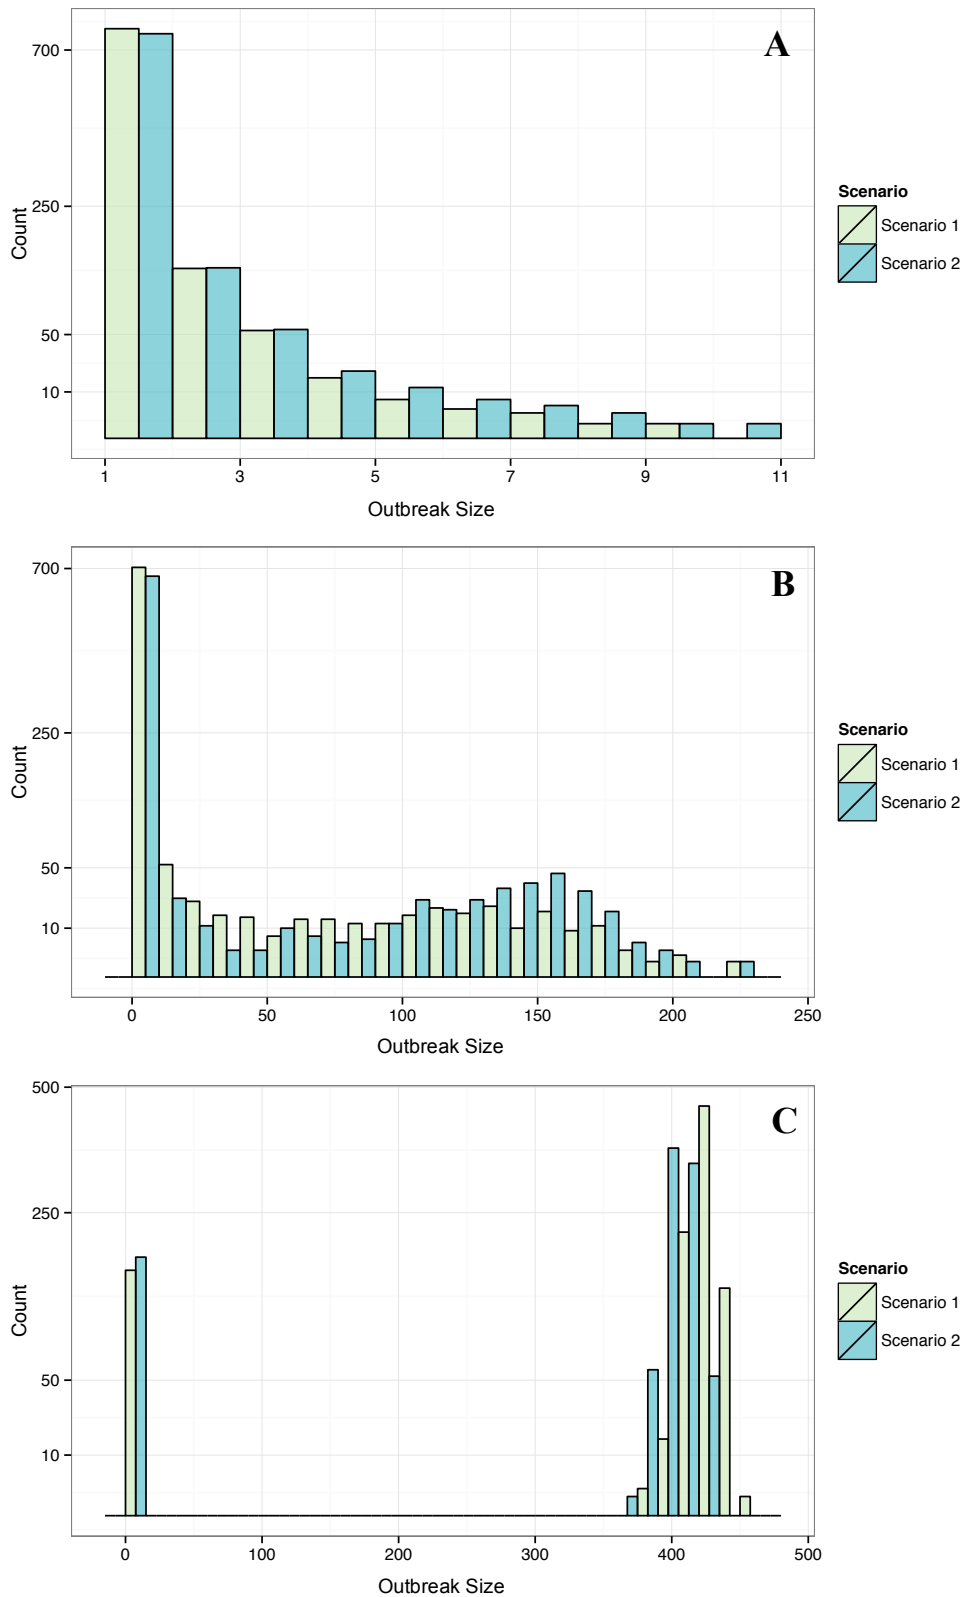 A
700
250
50
10
Count
1 3 5 7 9 11
Outbreak Size
Scenario
Scenario 1
Scenario 2
B
700
250
50
10
Count
0 50 100 150 200 250
Outbreak Size
Scenario
Scenario 1
Scenario 2
C
500
250
50
10
Count
0 100 200 300 400 500
Outbreak Size
Scenario
Scenario 1
Scenario 2